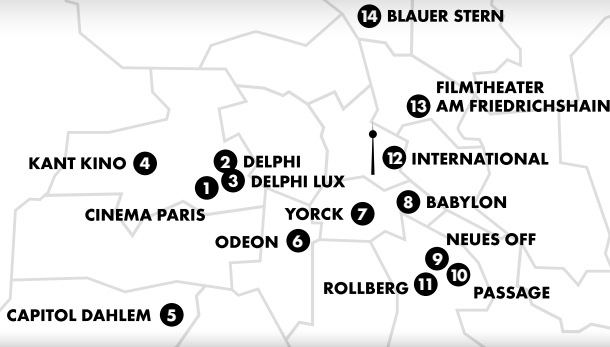 14 BLAUER STERN
FILMTHEATER
13 AM FRIEDRICHSHAIN
KANT KINO 4
2 DELPHI
12 INTERNATIONAL
1
3 DELPHI LUX
CINEMA PARIS
YORCK 7
8 BABYLON
ODEON 6
NEUES OFF
9
ROLLBERG 11
10
PASSAGE
CAPITOL DAHLEM 5